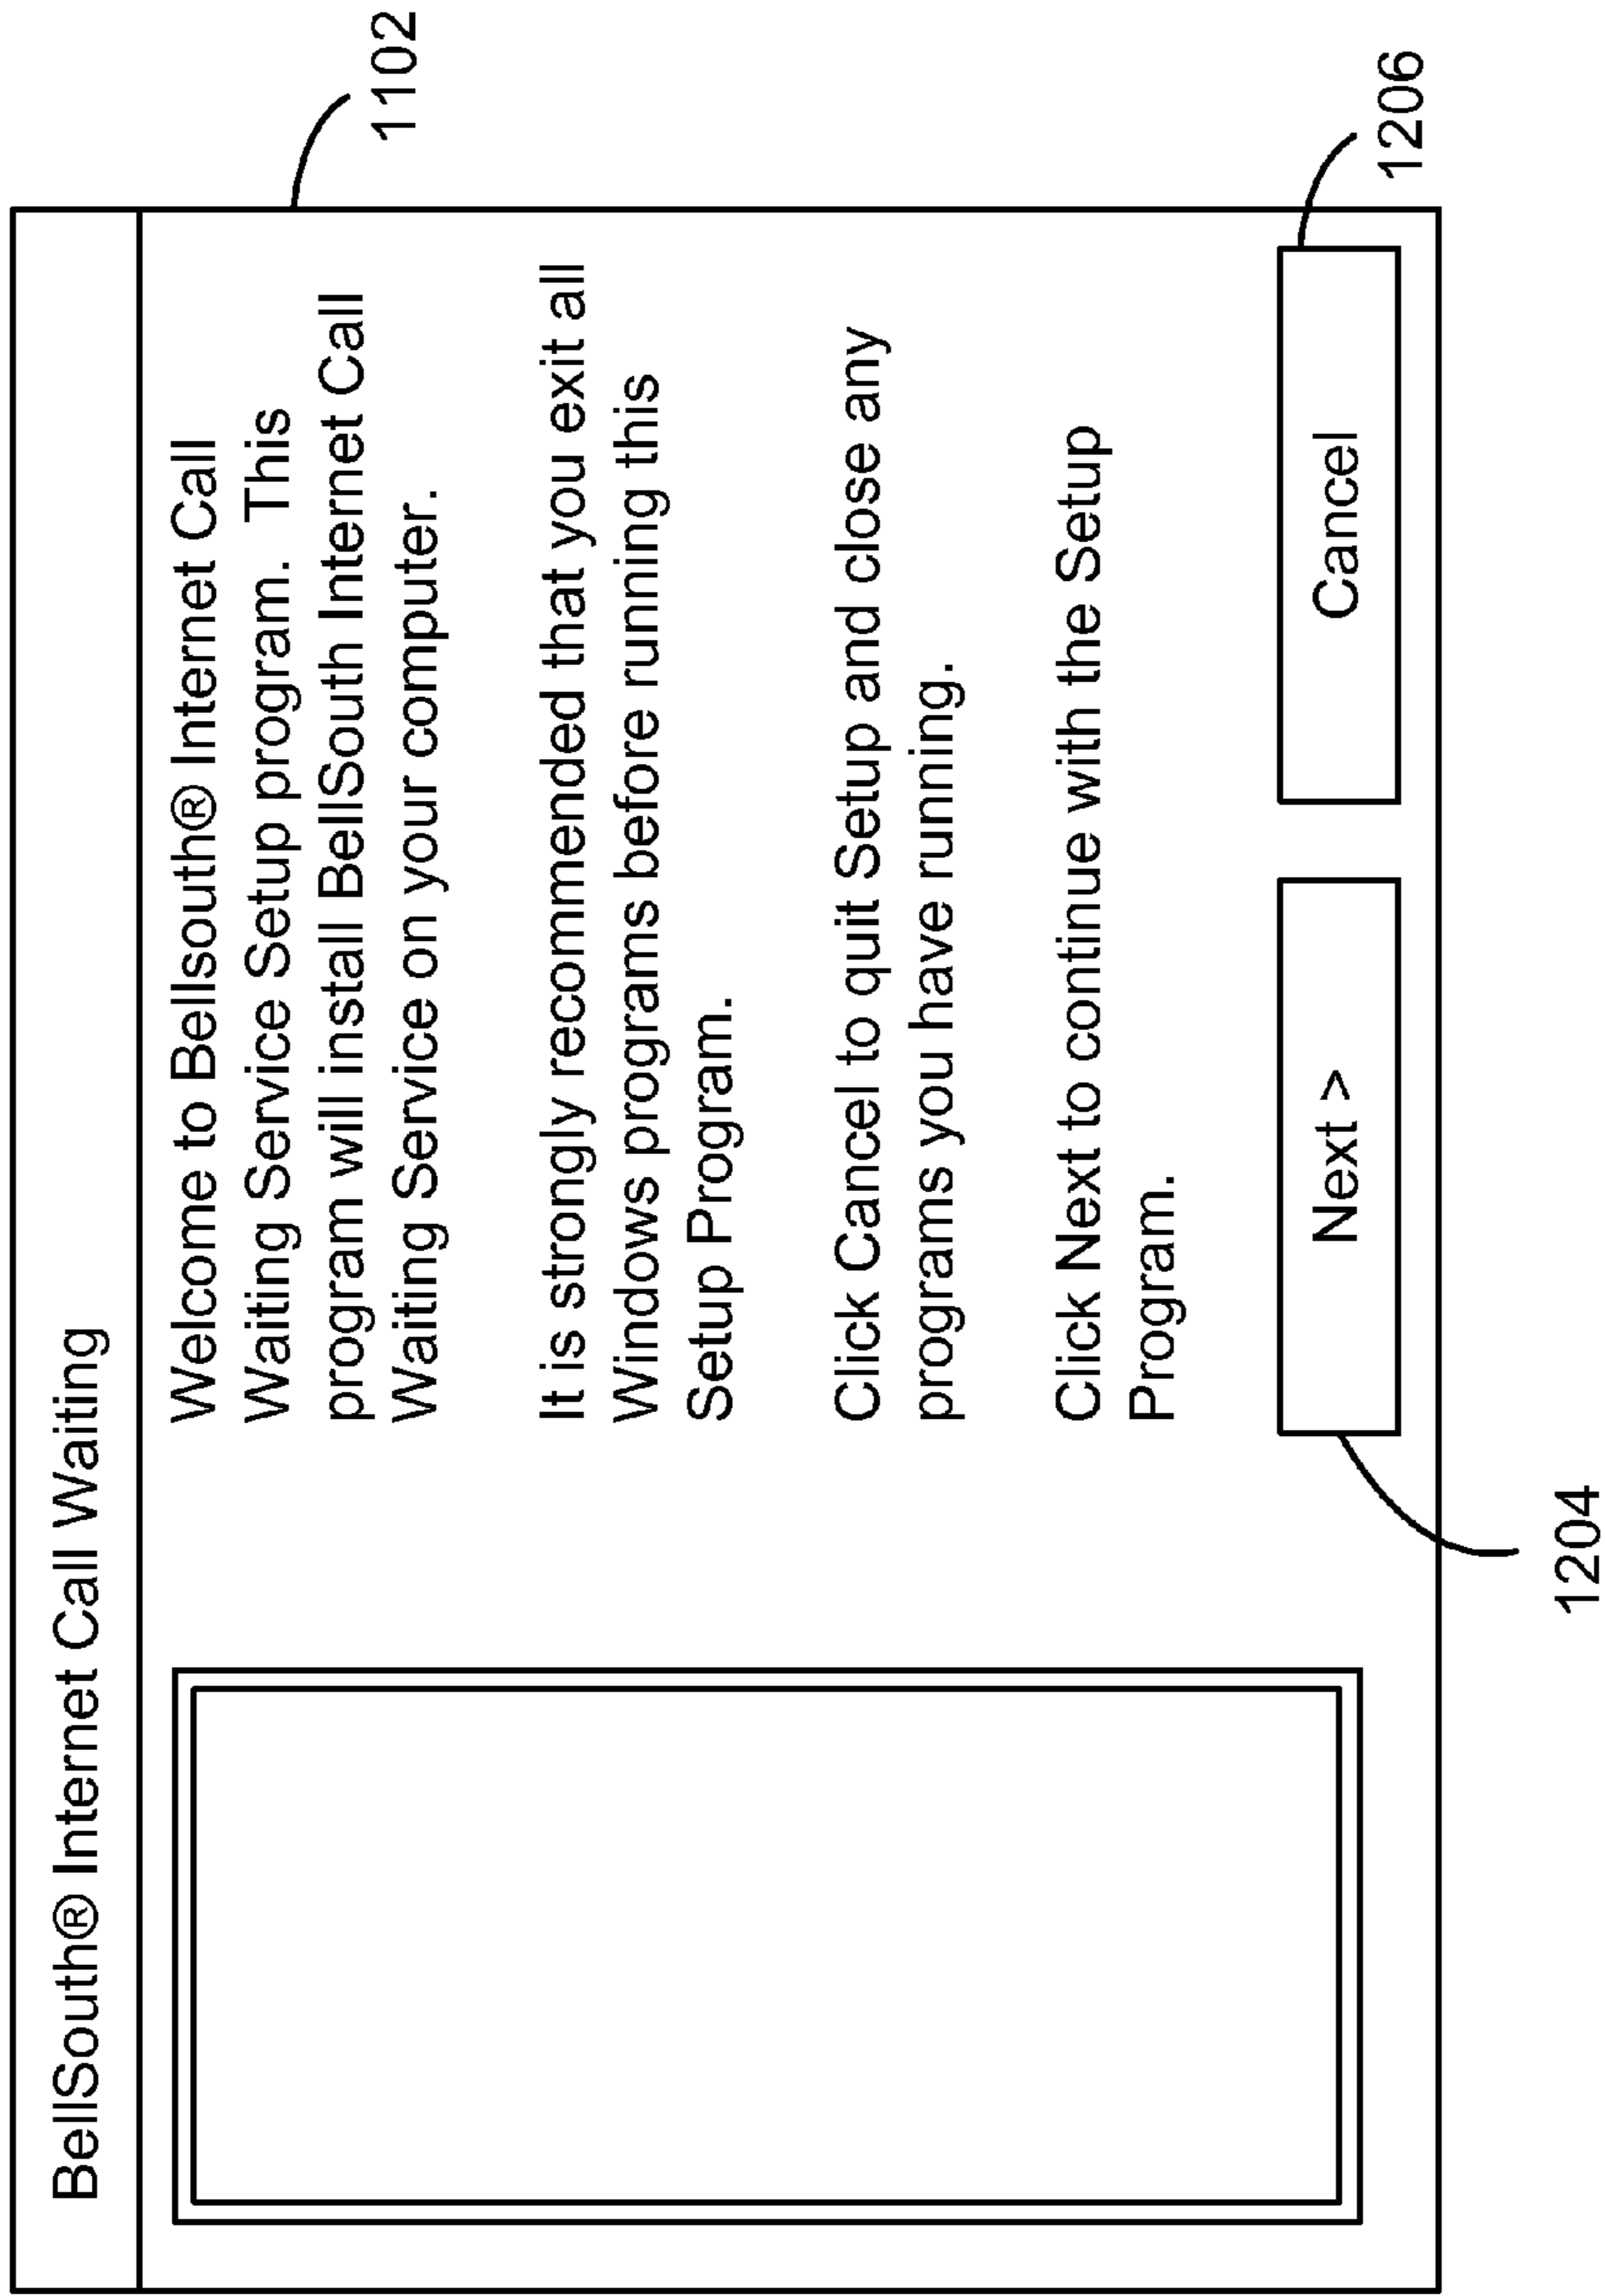 BellSouth® Internet Call Waiting
Welcome to Bellsouth® Internet Call
Waiting Service Setup program.  This
program will install BellSouth Internet Call
Waiting Service on your computer.
It is strongly recommended that you exit all
Windows programs before running this
Setup Program.
Click Cancel to quit Setup and close any
programs you have running.
Click Next to continue with the Setup
Program.
Next >
Cancel
1102
1204
1206